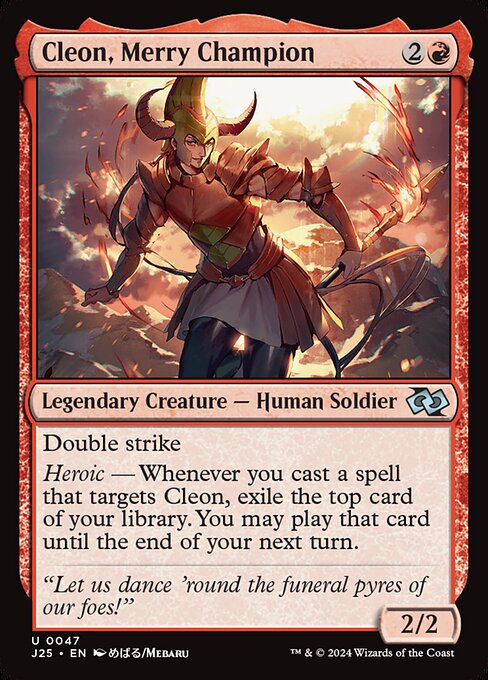 Cleon, Merry Champion 2
Legendary Creature — Human Soldier
Double strike
Heroic — Whenever you cast a spell
that targets Cleon, exile the top card
of your library. You may play that card
until the end of your next turn.
“Let us dance ’round the funeral pyres of
our foes!”
2/2
U 0047
J25 • EN めばる/MEBARU
™ & © 2024 Wizards of the Coast